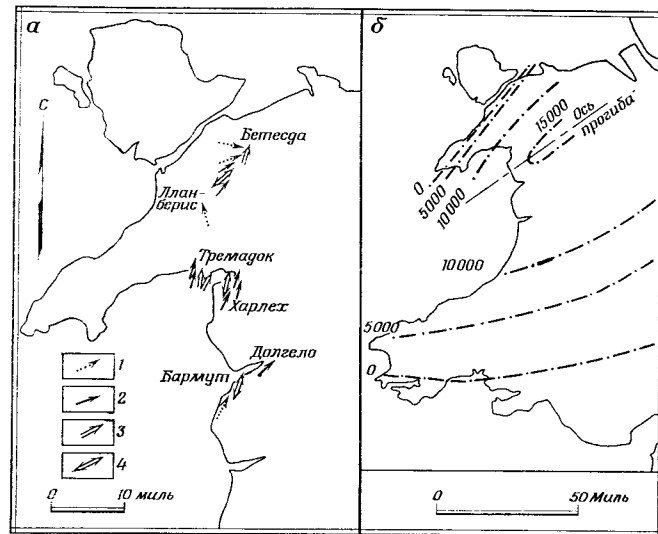 а
С
Бетесда
Ллан-
берис
Тремадок
Харлех
Долгело
Бармут
1
2
3
4
0 10 миль
б
15000
Ось
прогиба
0
5000
10000
10000
5000
0
0 50 Миль